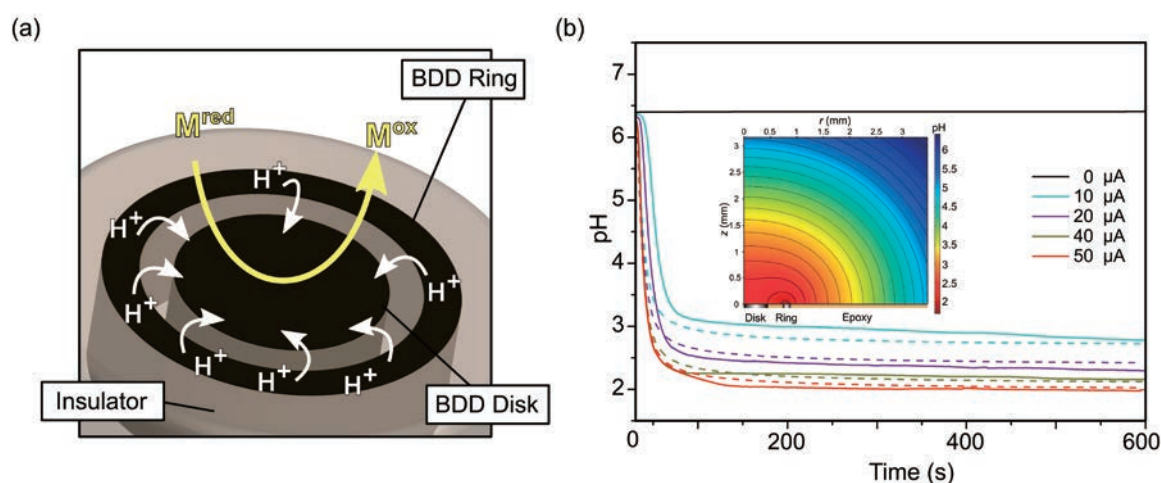 (a)
BDD Ring
M^red
M^ox
H+
H+
H+
H+
H+
H+
H+
H+
Insulator
BDD Disk
(b)
7
6
5
4
3
2
pH
0
200
400
600
Time (s)
r (mm)
0 0.5 1 1.5 2 2.5 3
z (mm)
3
2.5
2
1.5
1
0.5
0
Disk Ring Epoxy
pH
6
5.5
5
4.5
4
3.5
3
2.5
2
0 µA
10 µA
20 µA
40 µA
50 µA